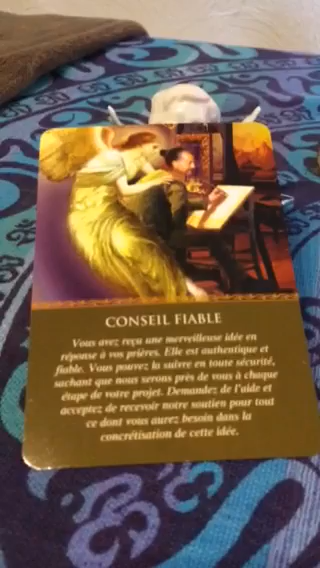 CONSEIL FIABLE
Vous avez reçu une merveilleuse idée en
réponse à vos prières. Elle est authentique et
fiable. Vous pouvez la suivre en toute sécurité,
sachant que nous serons près de vous à chaque
étape de votre projet. Demandez de l'aide et
acceptez de recevoir notre soutien pour tout
ce dont vous aurez besoin dans la
concrétisation de cette idée.